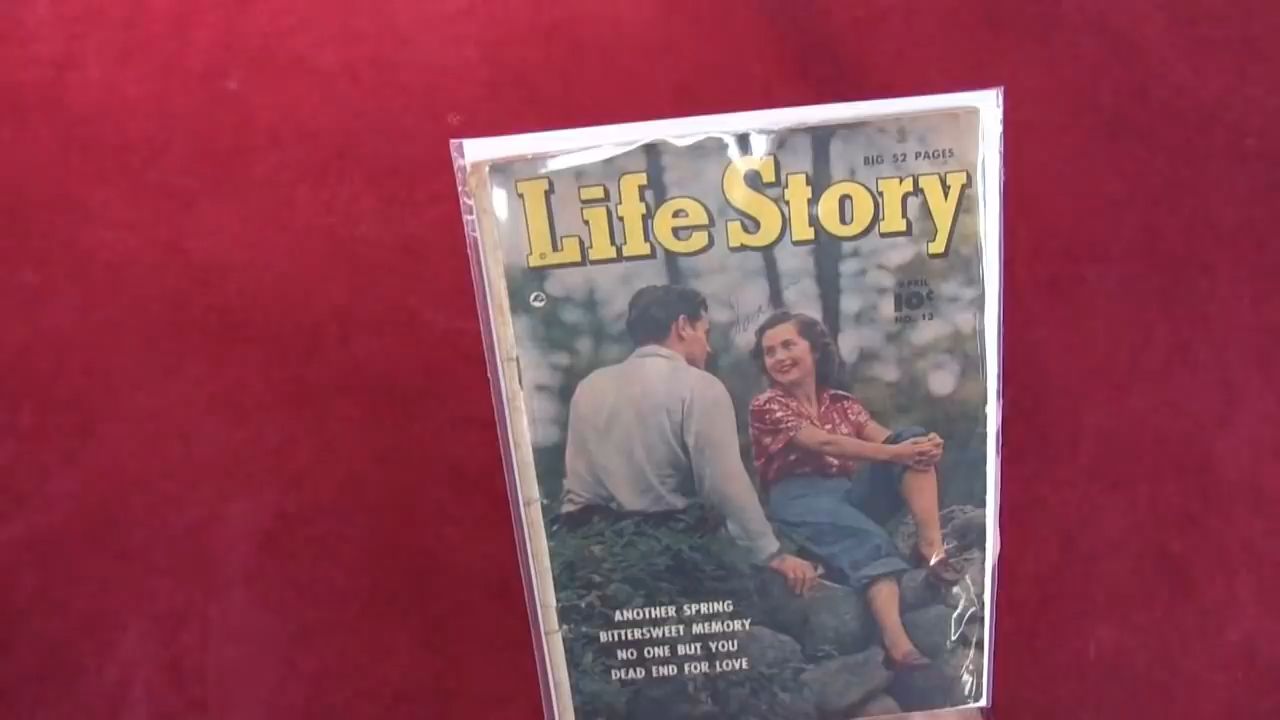 BIG 52 PAGES
Life Story
APRIL
10¢
NO. 13
ANOTHER SPRING
BITTERSWEET MEMORY
NO ONE BUT YOU
DEAD END FOR LOVE